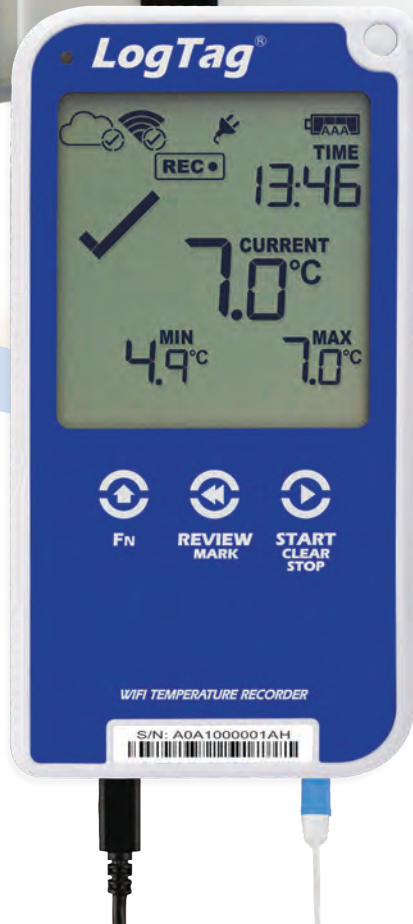 LogTag®
AAA
REC
TIME
13:46
CURRENT
7.0°C
MIN
4.9°C
MAX
7.0°C
FN
REVIEW
MARK
START
CLEAR
STOP
WIFI TEMPERATURE RECORDER
S/N: A0A1000001AH